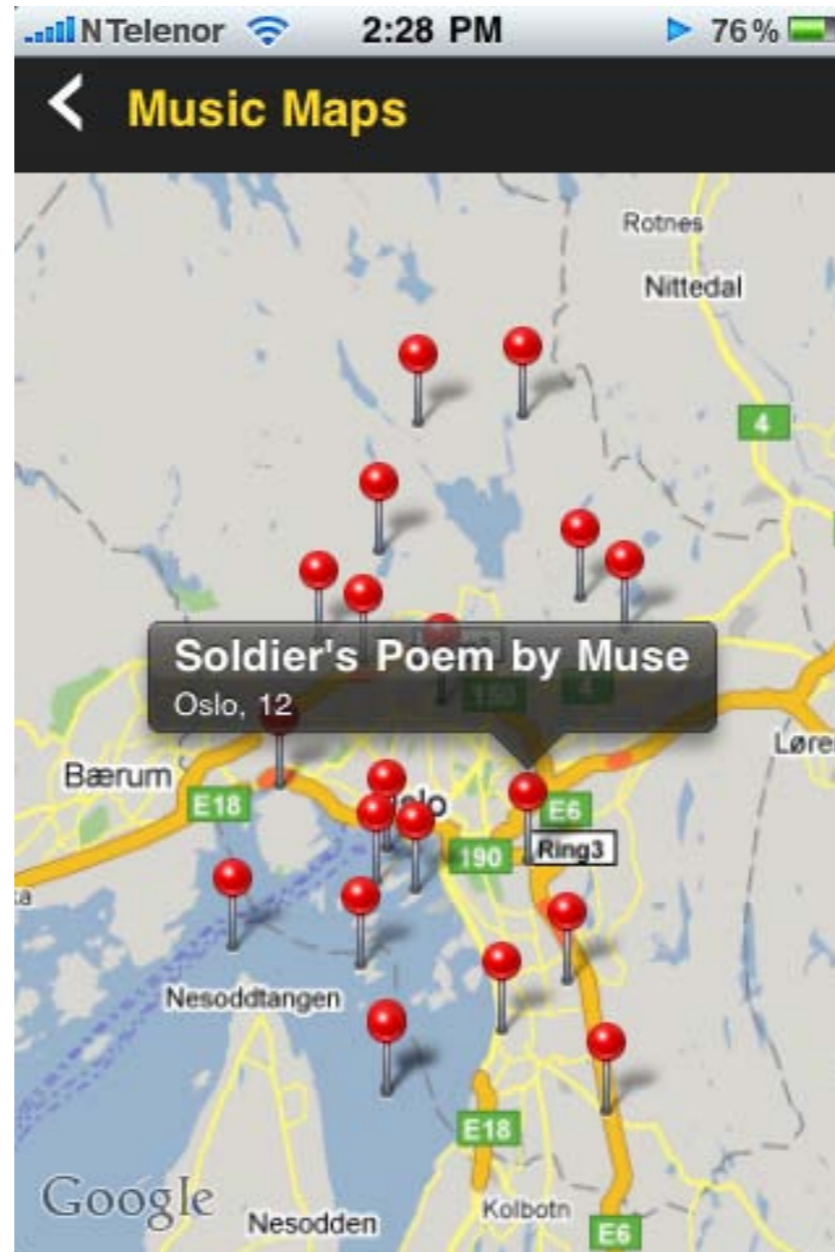 N Telenor 2:28 PM 76%
Music Maps
Rotnes
Nittedal
4
Soldier's Poem by Muse
Oslo, 12
150
4
Bærum
E18
E6
190
Ring3
Nesoddtangen
E18
Google
Nesodden
Kolbotn
E6